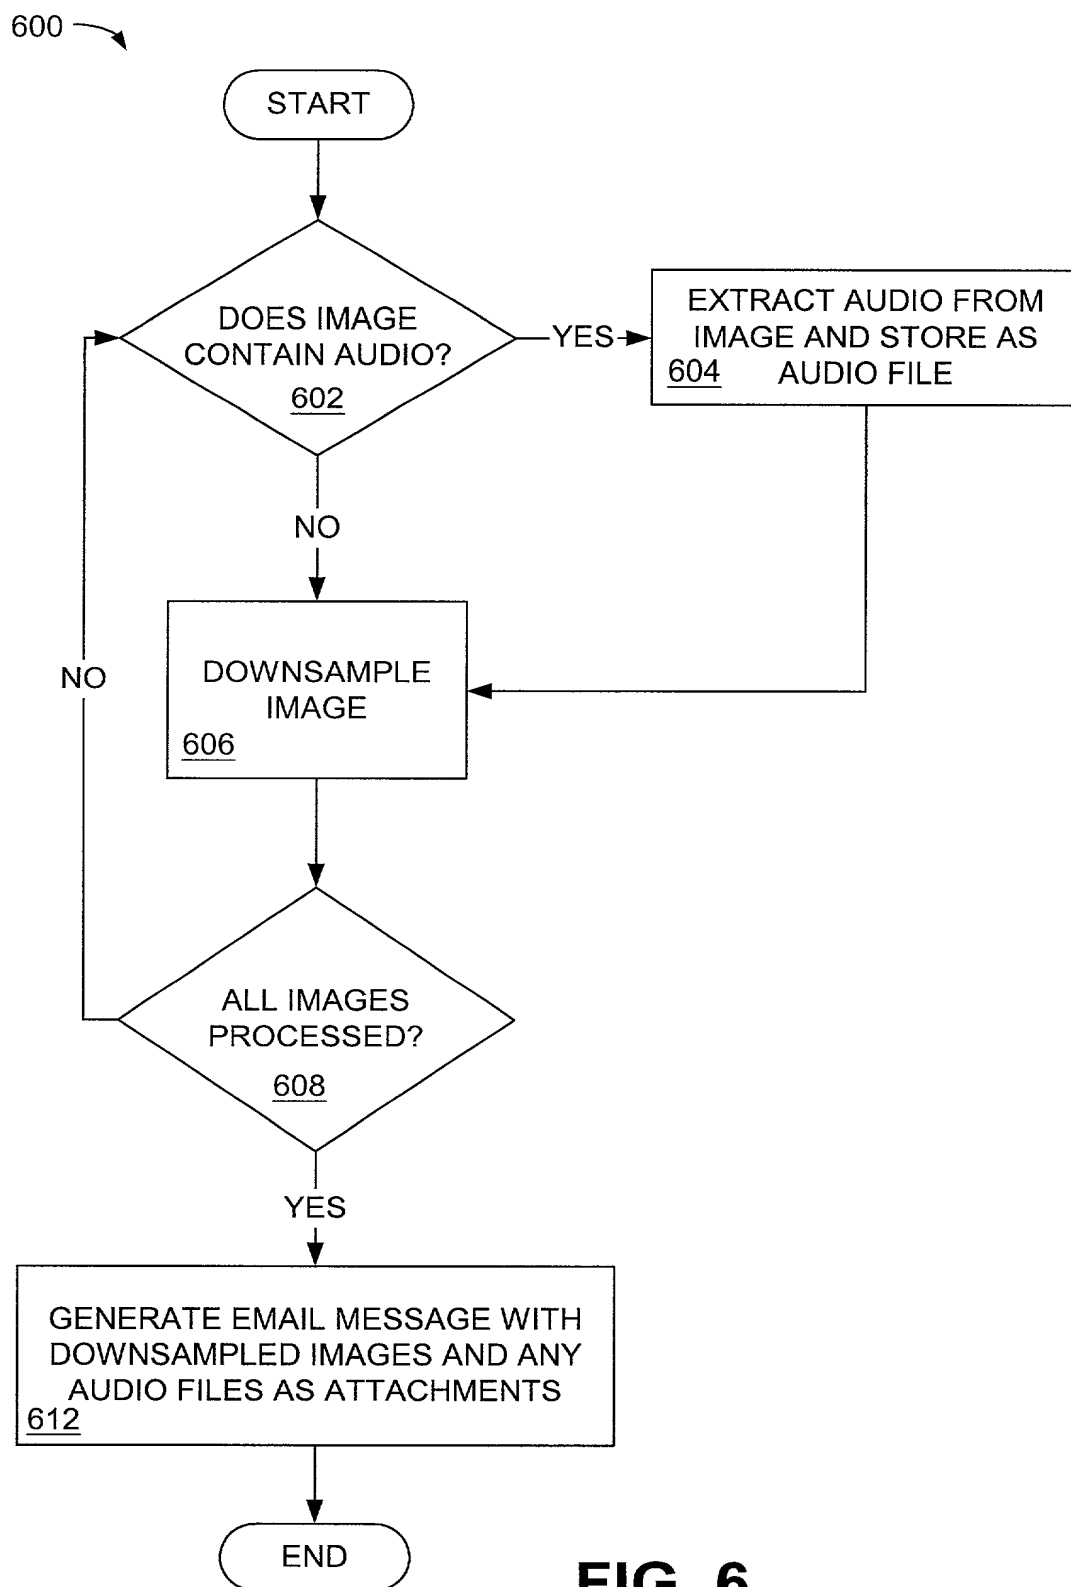 600
START
DOES IMAGE
CONTAIN AUDIO?
602
YES
EXTRACT AUDIO FROM
IMAGE AND STORE AS
604
AUDIO FILE
NO
NO
DOWNSAMPLE
IMAGE
606
ALL IMAGES
PROCESSED?
608
YES
GENERATE EMAIL MESSAGE WITH
DOWNSAMPLED IMAGES AND ANY
AUDIO FILES AS ATTACHMENTS
612
END
FIG. 6